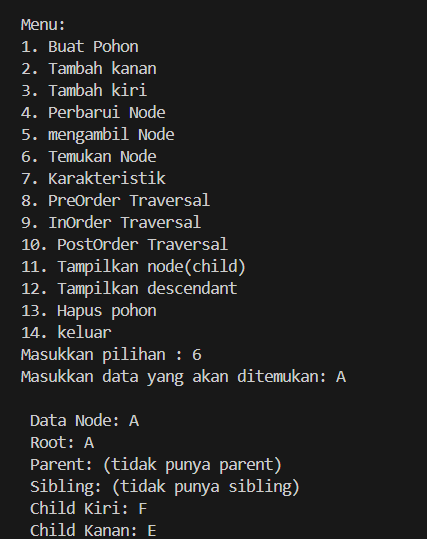 Menu:
1. Buat Pohon
2. Tambah kanan
3. Tambah kiri
4. Perbarui Node
5. mengambil Node
6. Temukan Node
7. Karakteristik
8. PreOrder Traversal
9. InOrder Traversal
10. PostOrder Traversal
11. Tampilkan node(child)
12. Tampilkan descendant
13. Hapus pohon
14. keluar
Masukkan pilihan : 6
Masukkan data yang akan ditemukan: A
Data Node: A
Root: A
Parent: (tidak punya parent)
Sibling: (tidak punya sibling)
Child Kiri: F
Child Kanan: E